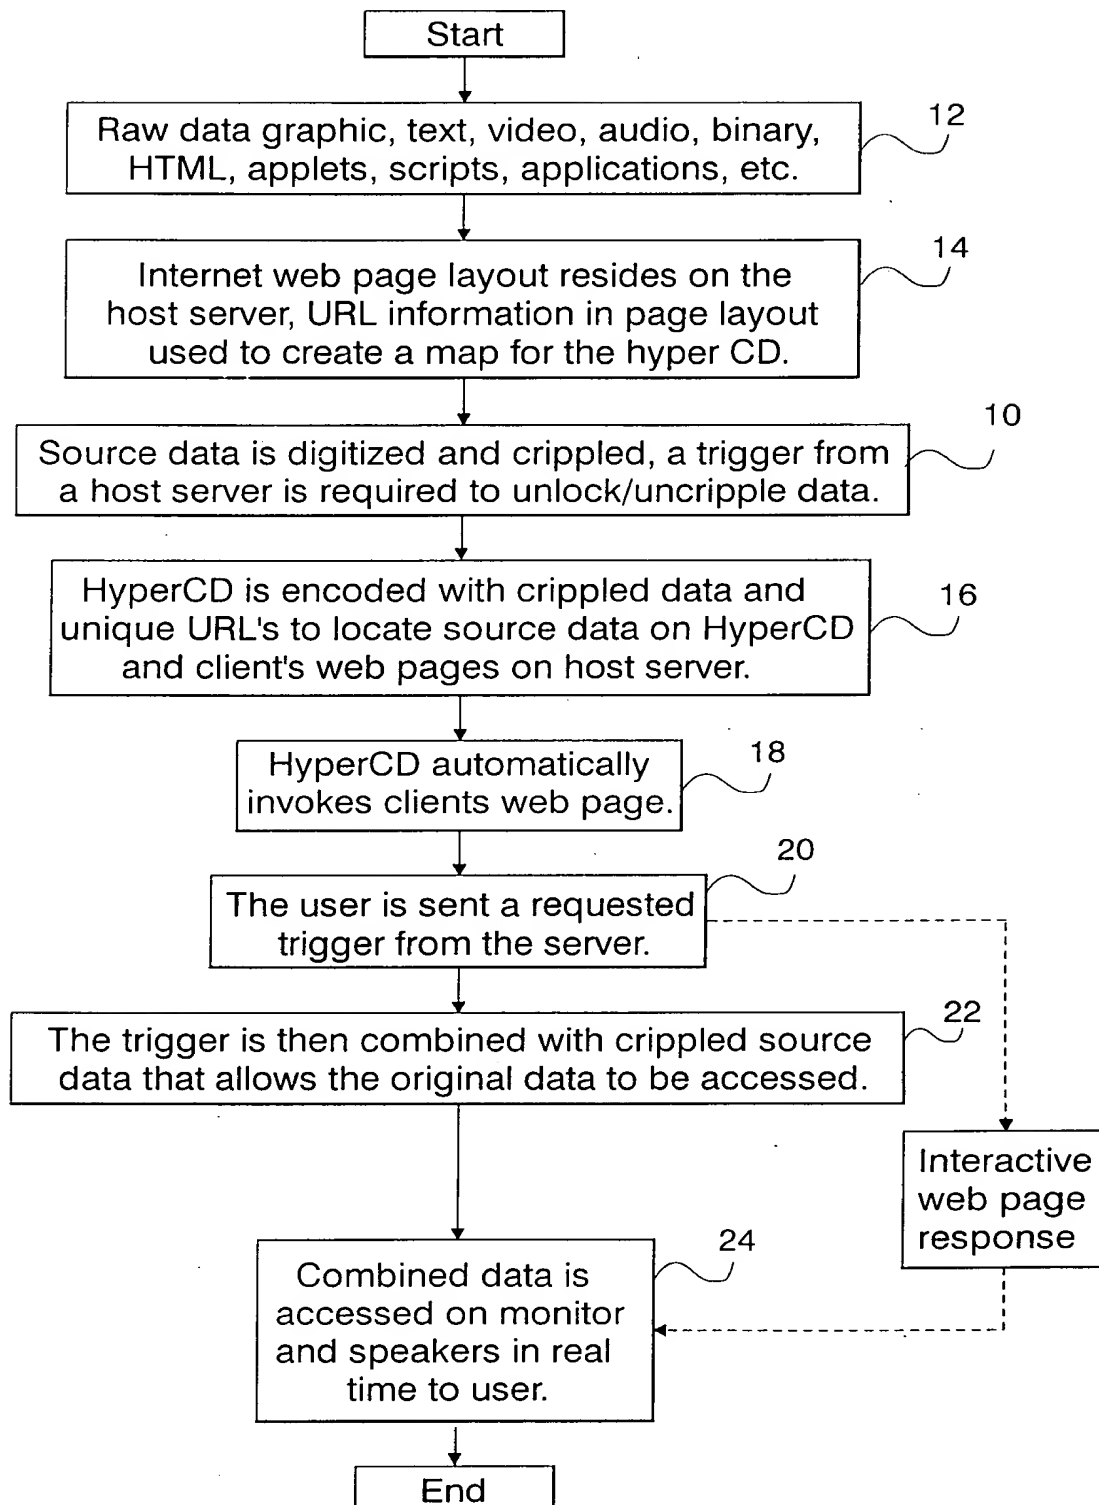 Start
Raw data graphic, text, video, audio, binary,
HTML, applets, scripts, applications, etc.
12
Internet web page layout resides on the
host server, URL information in page layout
used to create a map for the hyper CD.
14
Source data is digitized and crippled, a trigger from
a host server is required to unlock/uncripple data.
10
HyperCD is encoded with crippled data and
unique URL's to locate source data on HyperCD
and client's web pages on host server.
16
HyperCD automatically
invokes clients web page.
18
The user is sent a requested
trigger from the server.
20
The trigger is then combined with crippled source
data that allows the original data to be accessed.
22
Interactive
web page
response
Combined data is
accessed on monitor
and speakers in real
time to user.
24
End